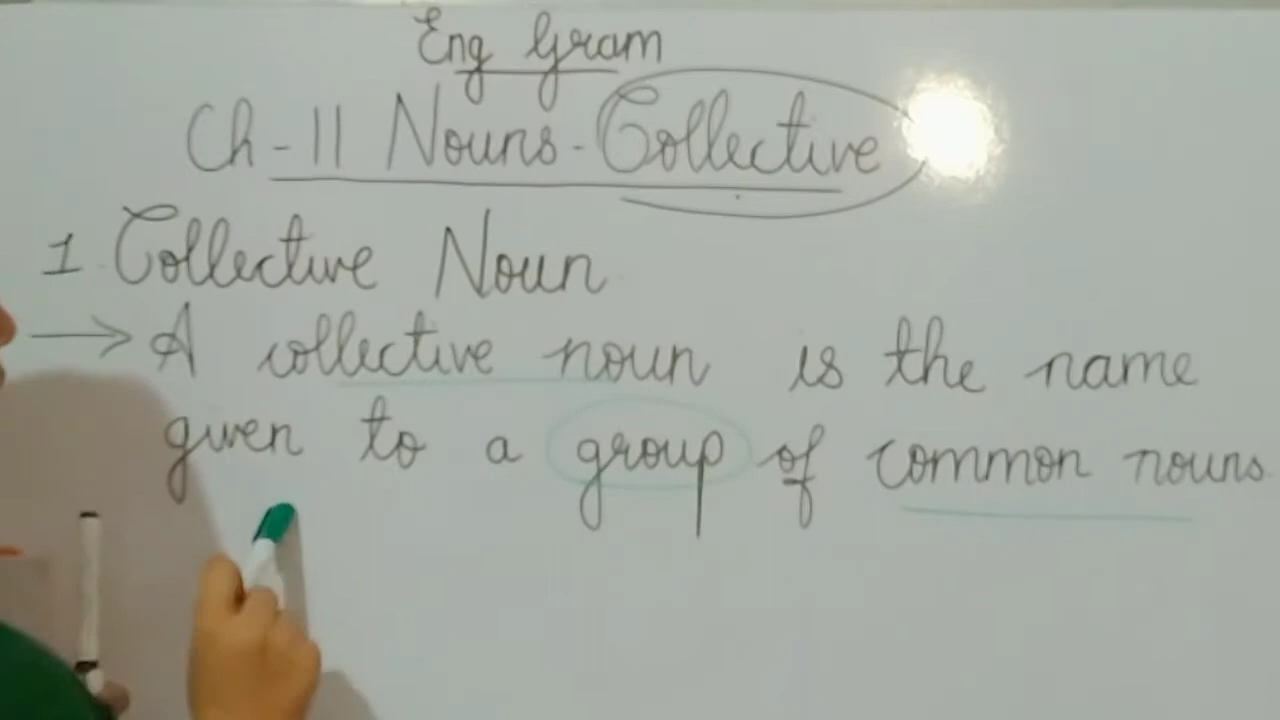 Eng Gram
Ch-11 Nouns-Collective
1 Collective Noun
→ A collective noun is the name
given to a group of common nouns